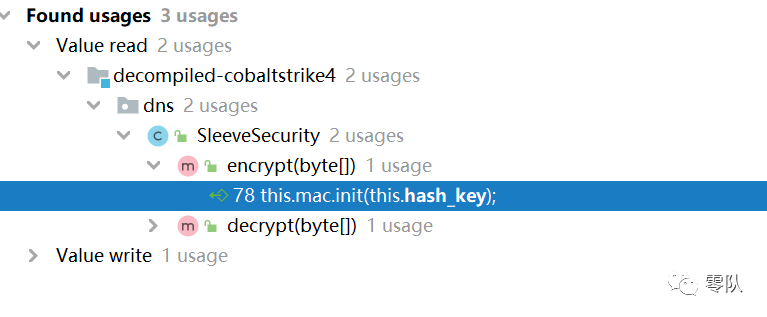 Found usages 3 usages
Value read 2 usages
decompiled-cobaltstrike4 2 usages
dns 2 usages
SleeveSecurity 2 usages
encrypt(byte[]) 1 usage
78 this.mac.init(this.hash_key);
decrypt(byte[]) 1 usage
Value write 1 usage
零队